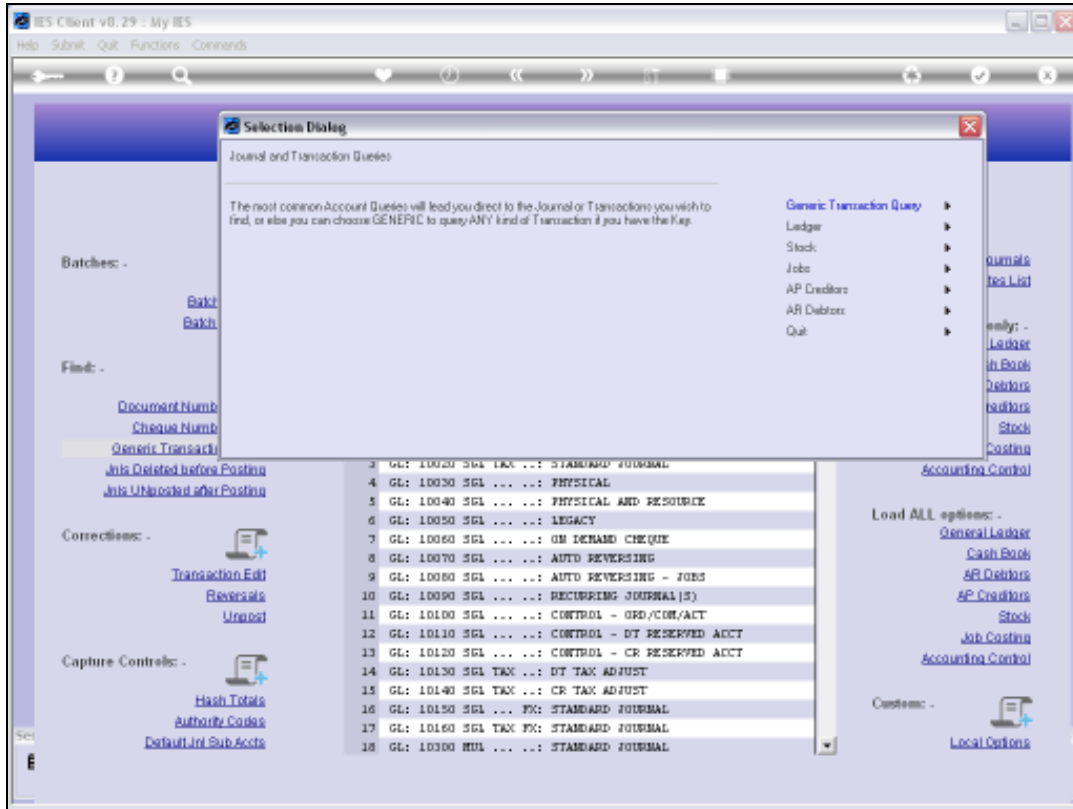 IES Client v8.29 : My IES
Help Submit Quit Functions Commands
Selection Dialog
Journal and Transaction Queries
The most common Account Queries will lead you direct to the Journal or Transactions you wish to
find, or else you can choose GENERIC to query ANY kind of Transaction if you have the Key.
Generic Transaction Query
Ledger
Stock
Jobs
AP Creditors
AR Debtors
Quit
Batches: -
Batch
Find: -
Document Numb
Cheque Numb
Generic Transacti
Jnls Deleted before Posting
Jnls UNposted after Posting
Corrections: -
Transaction Edit
Reversals
Unpost
Capture Controls: -
Hash Totals
Authority Codes
Default Jnl Sub Accts
3 GL: 10020 SGL TAX ..: STANDARD JOURNAL
4 GL: 10030 SGL ... ..: PHYSICAL
5 GL: 10040 SGL ... ..: PHYSICAL AND RESOURCE
6 GL: 10050 SGL ... ..: LEGACY
7 GL: 10060 SGL ... ..: ON DEMAND CHEQUE
8 GL: 10070 SGL ... ..: AUTO REVERSING
9 GL: 10080 SGL ... ..: AUTO REVERSING - JOBS
10 GL: 10090 SGL ... ..: RECURRING JOURNAL(S)
11 GL: 10100 SGL ... ..: CONTROL - ORD/COM/ACT
12 GL: 10110 SGL ... ..: CONTROL - DT RESERVED ACCT
13 GL: 10120 SGL ... ..: CONTROL - CR RESERVED ACCT
14 GL: 10130 SGL TAX ..: DT TAX ADJUST
15 GL: 10140 SGL TAX ..: CR TAX ADJUST
16 GL: 10150 SGL ... FX: STANDARD JOURNAL
17 GL: 10160 SGL TAX FX: STANDARD JOURNAL
18 GL: 10300 MUL ... ..: STANDARD JOURNAL
ournals
tes List
only: -
Ledger
sh Book
Debtors
reditors
Stock
Costing
Accounting Control
Load ALL options: -
General Ledger
Cash Book
AR Debtors
AP Creditors
Stock
Job Costing
Accounting Control
Custom: -
Local Options